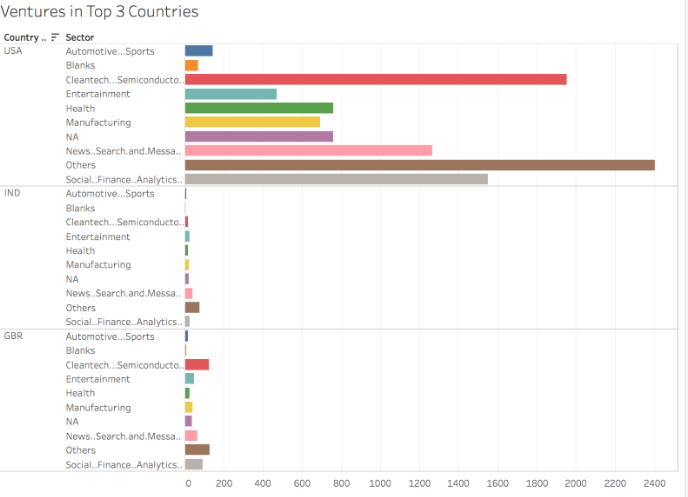 Ventures in Top 3 Countries
Country .. Sector
USA Automotive...Sports
Blanks
Cleantech...Semiconducto..
Entertainment
Health
Manufacturing
NA
News..Search.and.Messa..
Others
Social..Finance..Analytics..
IND Automotive...Sports
Blanks
Cleantech...Semiconducto..
Entertainment
Health
Manufacturing
NA
News..Search.and.Messa..
Others
Social..Finance..Analytics..
GBR Automotive...Sports
Blanks
Cleantech...Semiconducto..
Entertainment
Health
Manufacturing
NA
News..Search.and.Messa..
Others
Social..Finance..Analytics..
0 200 400 600 800 1000 1200 1400 1600 1800 2000 2200 2400